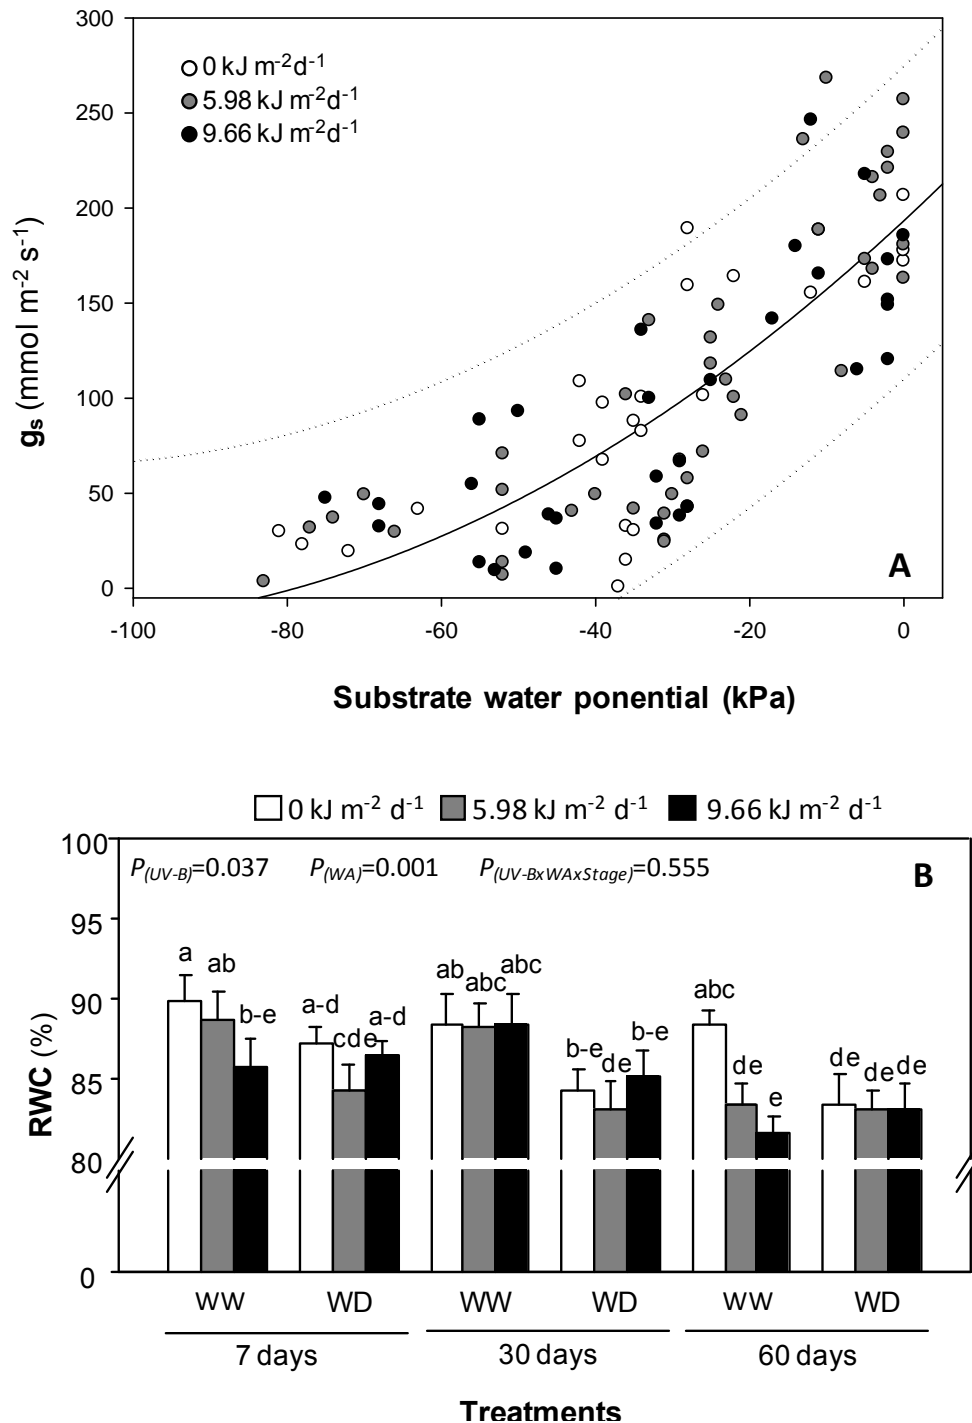 300
250
200
150
100
50
0
g_s (mmol m⁻² s⁻¹)
0 kJ m⁻²d⁻¹
5.98 kJ m⁻²d⁻¹
9.66 kJ m⁻²d⁻¹
A
-100 -80 -60 -40 -20 0
Substrate water ponential (kPa)
0 kJ m⁻² d⁻¹ 5.98 kJ m⁻² d⁻¹ 9.66 kJ m⁻² d⁻¹
100
95
90
85
80
0
RWC (%)
P(UV-B)=0.037 P(WA)=0.001 P(UV-BxWAxStage)=0.555
B
a ab b-e a-d cde a-d ab abc abc b-e de b-e abc de e de de de
WW WD WW WD WW WD
7 days 30 days 60 days
Treatments